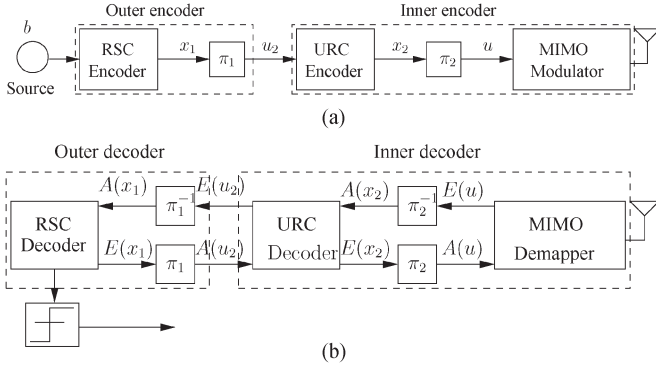 Outer encoder
Inner encoder
b
Source
RSC
Encoder
x₁
π₁
u₂
URC
Encoder
x₂
π₂
u
MIMO
Modulator
(a)
Outer decoder
Inner decoder
RSC
Decoder
A(x₁)
π₁⁻¹
E(u₂)
E(x₁)
π₁
A(u₂)
URC
Decoder
A(x₂)
π₂⁻¹
E(u)
E(x₂)
π₂
A(u)
MIMO
Demapper
(b)